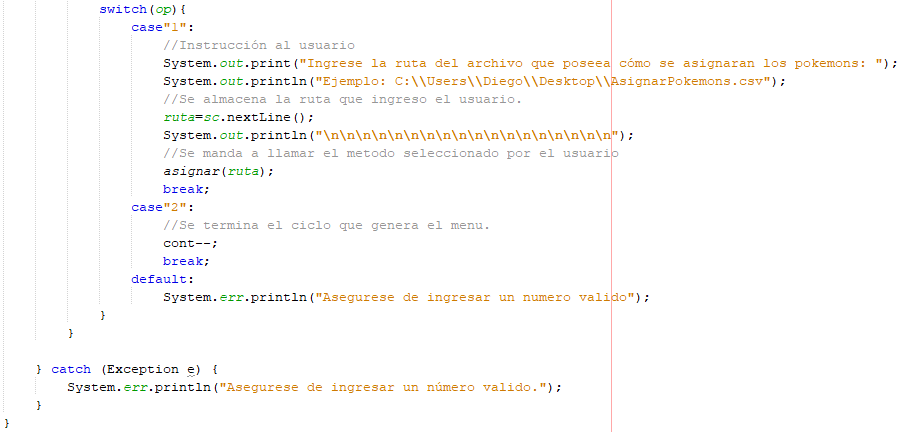 switch(op){
case"1":
//Instrucción al usuario
System.out.print("Ingrese la ruta del archivo que poseea cómo se asignaran los pokemons: ");
System.out.println("Ejemplo: C:\\Users\\Diego\\Desktop\\AsignarPokemons.csv");
//Se almacena la ruta que ingreso el usuario.
ruta=sc.nextLine();
System.out.println("\n\n\n\n\n\n\n\n\n\n\n\n\n\n\n\n\n\n");
//Se manda a llamar el metodo seleccionado por el usuario
asignar(ruta);
break;
case"2":
//Se termina el ciclo que genera el menu.
cont--;
break;
default:
System.err.println("Asegurese de ingresar un numero valido");
}
}
} catch (Exception e) {
System.err.println("Asegurese de ingresar un número valido.");
}
}